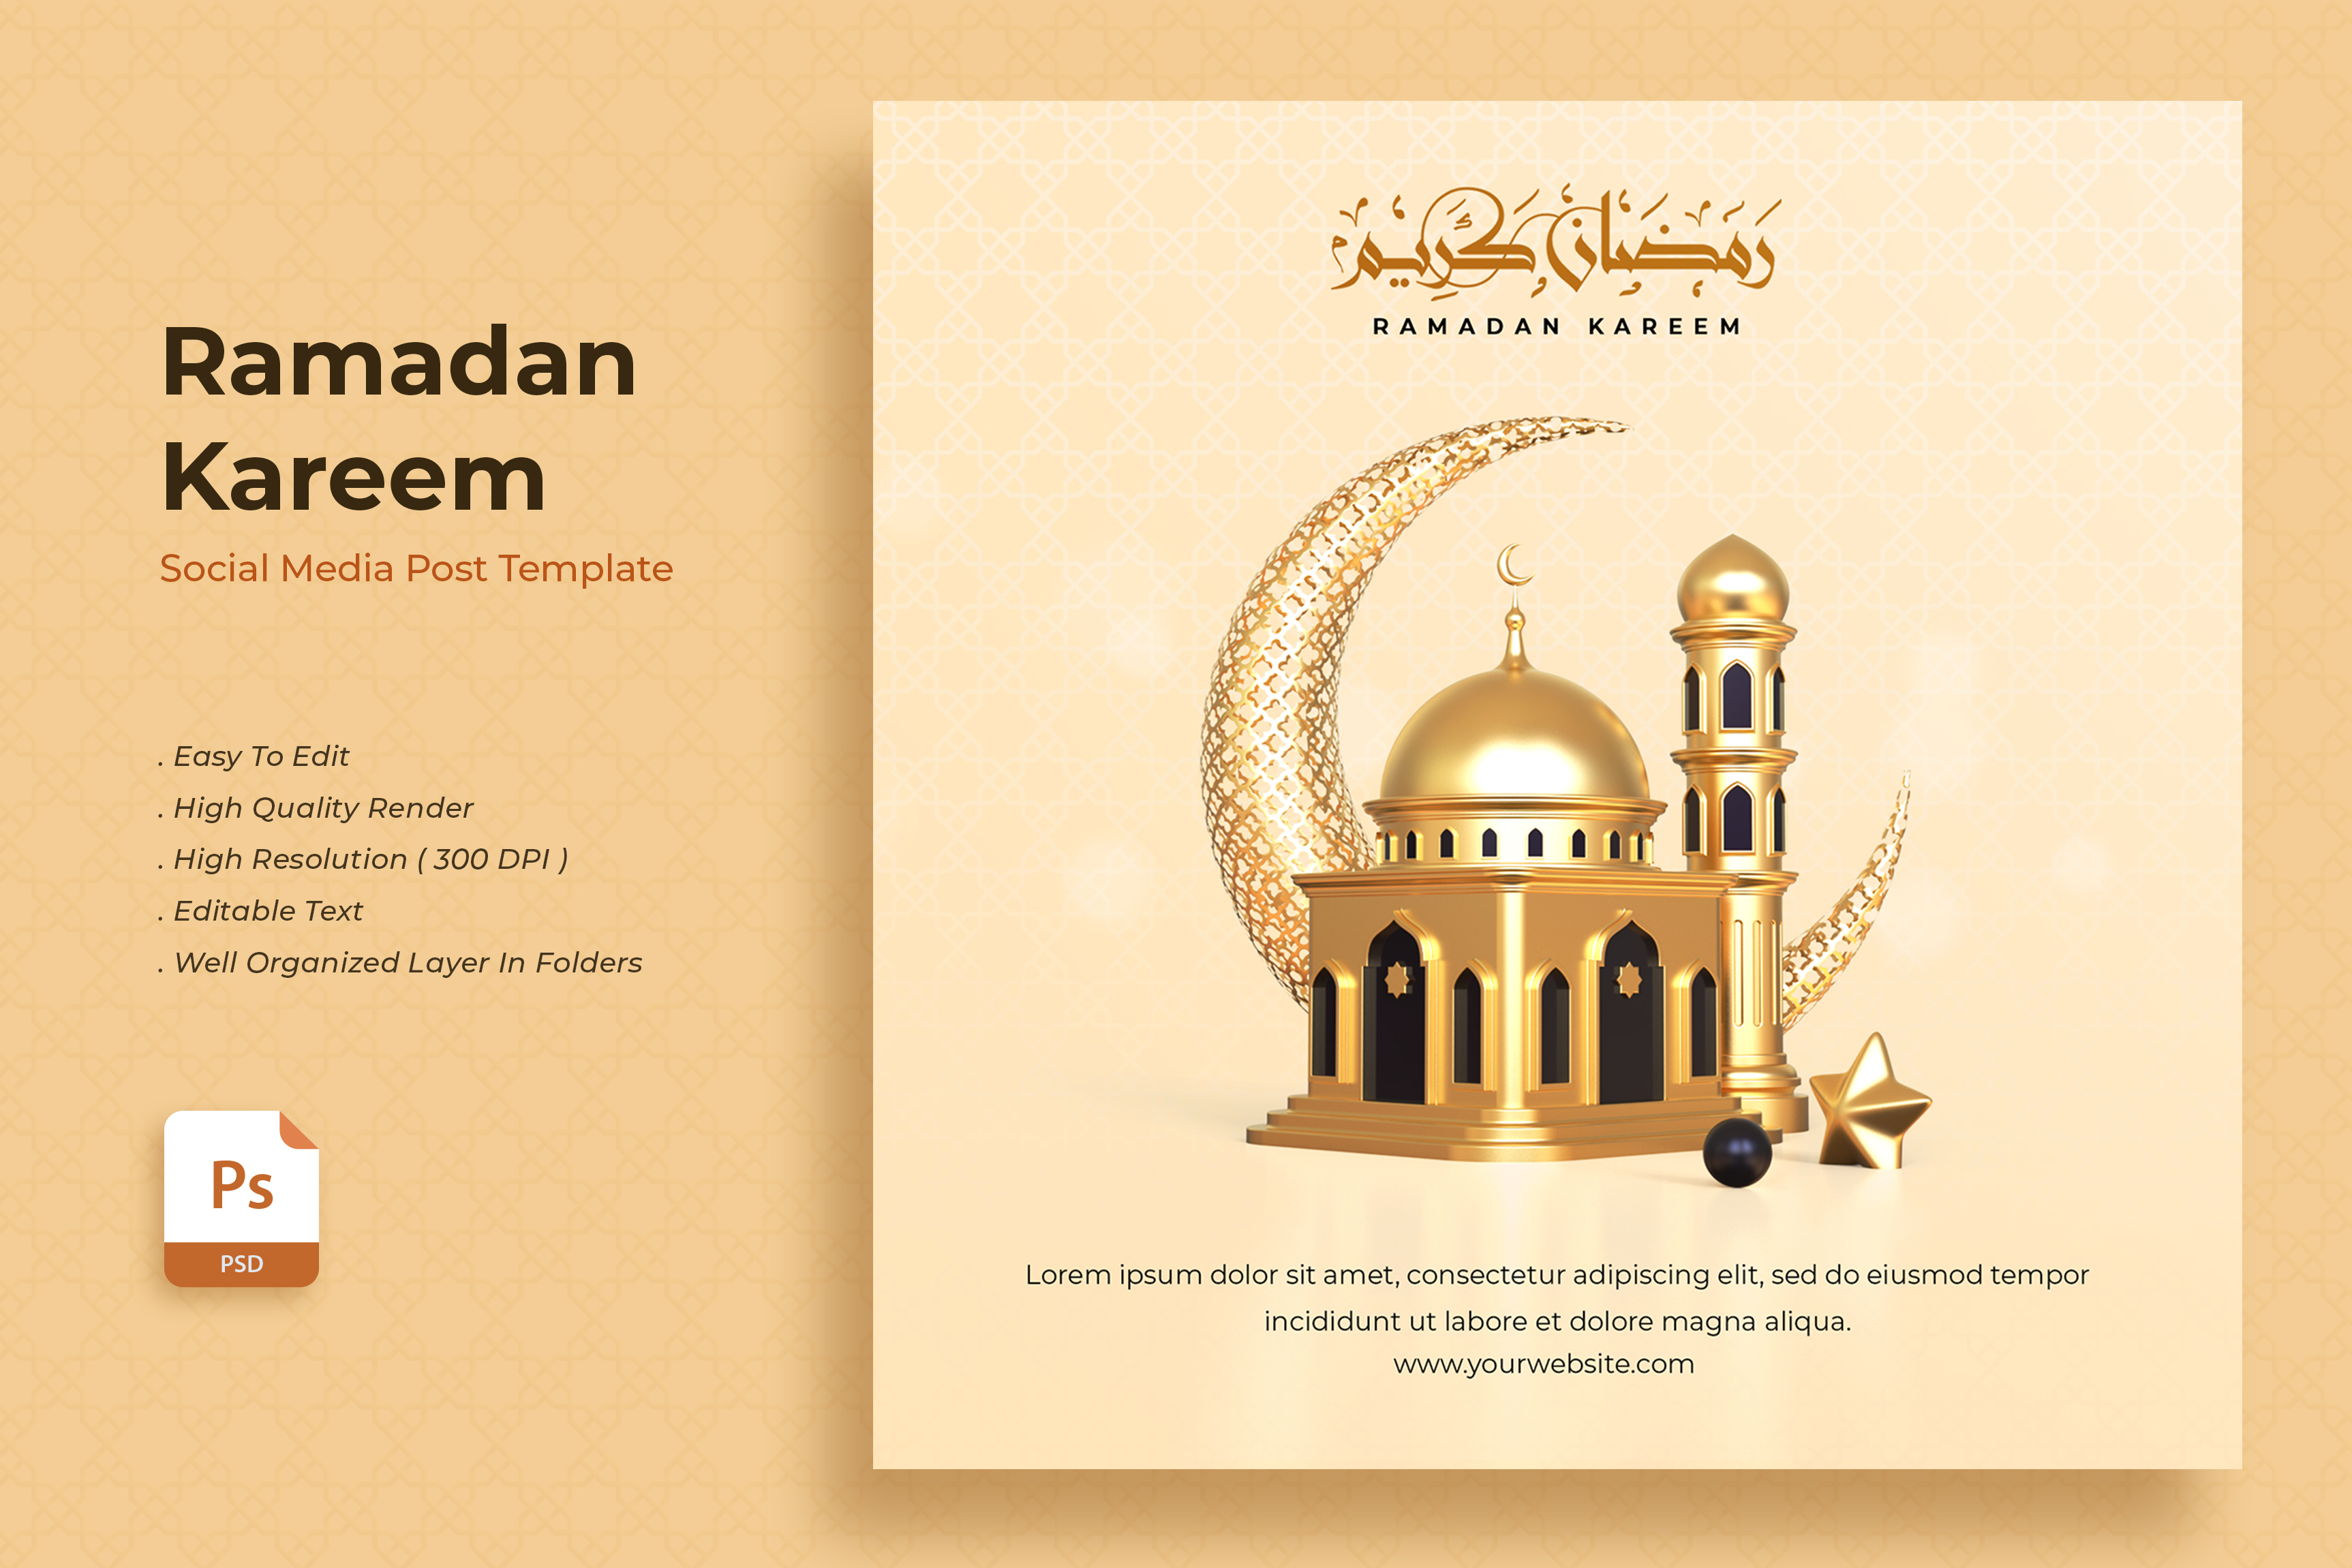 Ramadan
Kareem
Social Media Post Template
. Easy To Edit
. High Quality Render
. High Resolution ( 300 DPI )
. Editable Text
. Well Organized Layer In Folders
Ps
PSD
رَمَضَان كَرِيم
RAMADAN KAREEM
Lorem ipsum dolor sit amet, consectetur adipiscing elit, sed do eiusmod tempor
incididunt ut labore et dolore magna aliqua.
www.yourwebsite.com